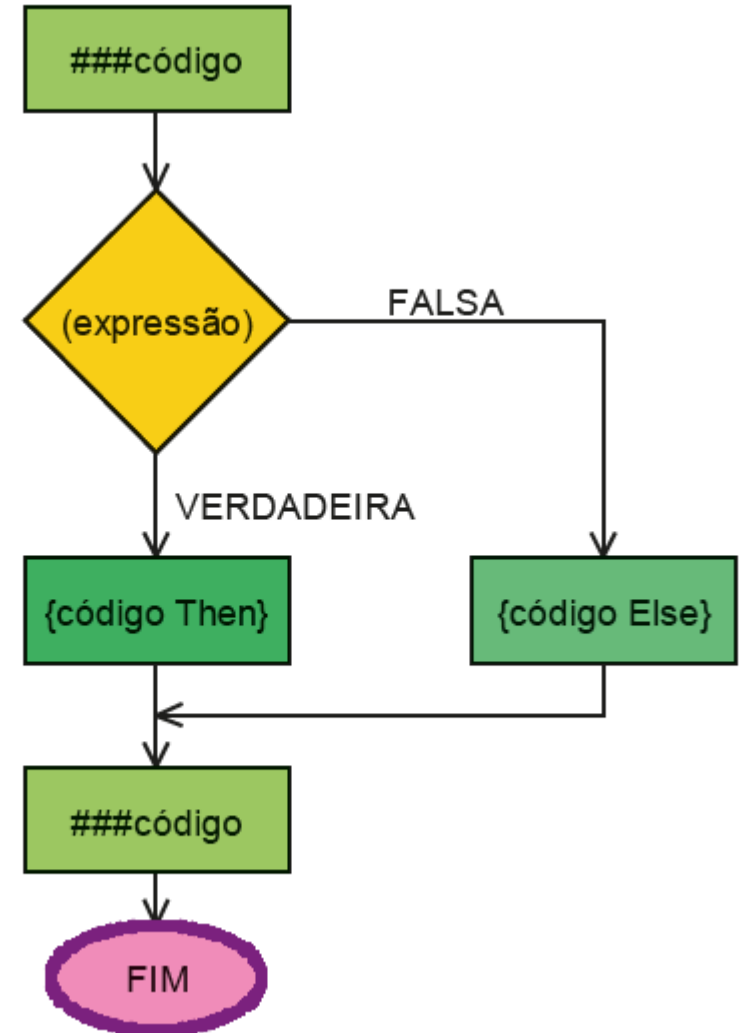 ###código
(expressão)
FALSA
VERDADEIRA
{código Then}
{código Else}
###código
FIM